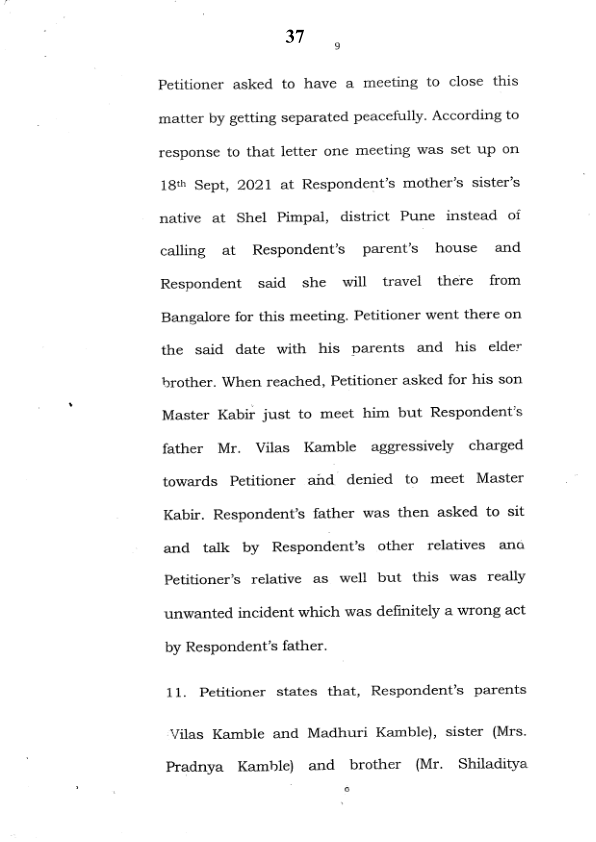 37
9
Petitioner asked to have a meeting to close this
matter by getting separated peacefully. According to
response to that letter one meeting was set up on
18th Sept, 2021 at Respondent's mother's sister's
native at Shel Pimpal, district Pune instead of
calling at Respondent's parent's house and
Respondent said she will travel there from
Bangalore for this meeting. Petitioner went there on
the said date with his parents and his elder
brother. When reached, Petitioner asked for his son
Master Kabir just to meet him but Respondent's
father Mr. Vilas Kamble aggressively charged
towards Petitioner and denied to meet Master
Kabir. Respondent's father was then asked to sit
and talk by Respondent's other relatives and
Petitioner's relative as well but this was really
unwanted incident which was definitely a wrong act
by Respondent's father.
11. Petitioner states that, Respondent's parents
Vilas Kamble and Madhuri Kamble), sister (Mrs.
Pradnya Kamble) and brother (Mr. Shiladitya